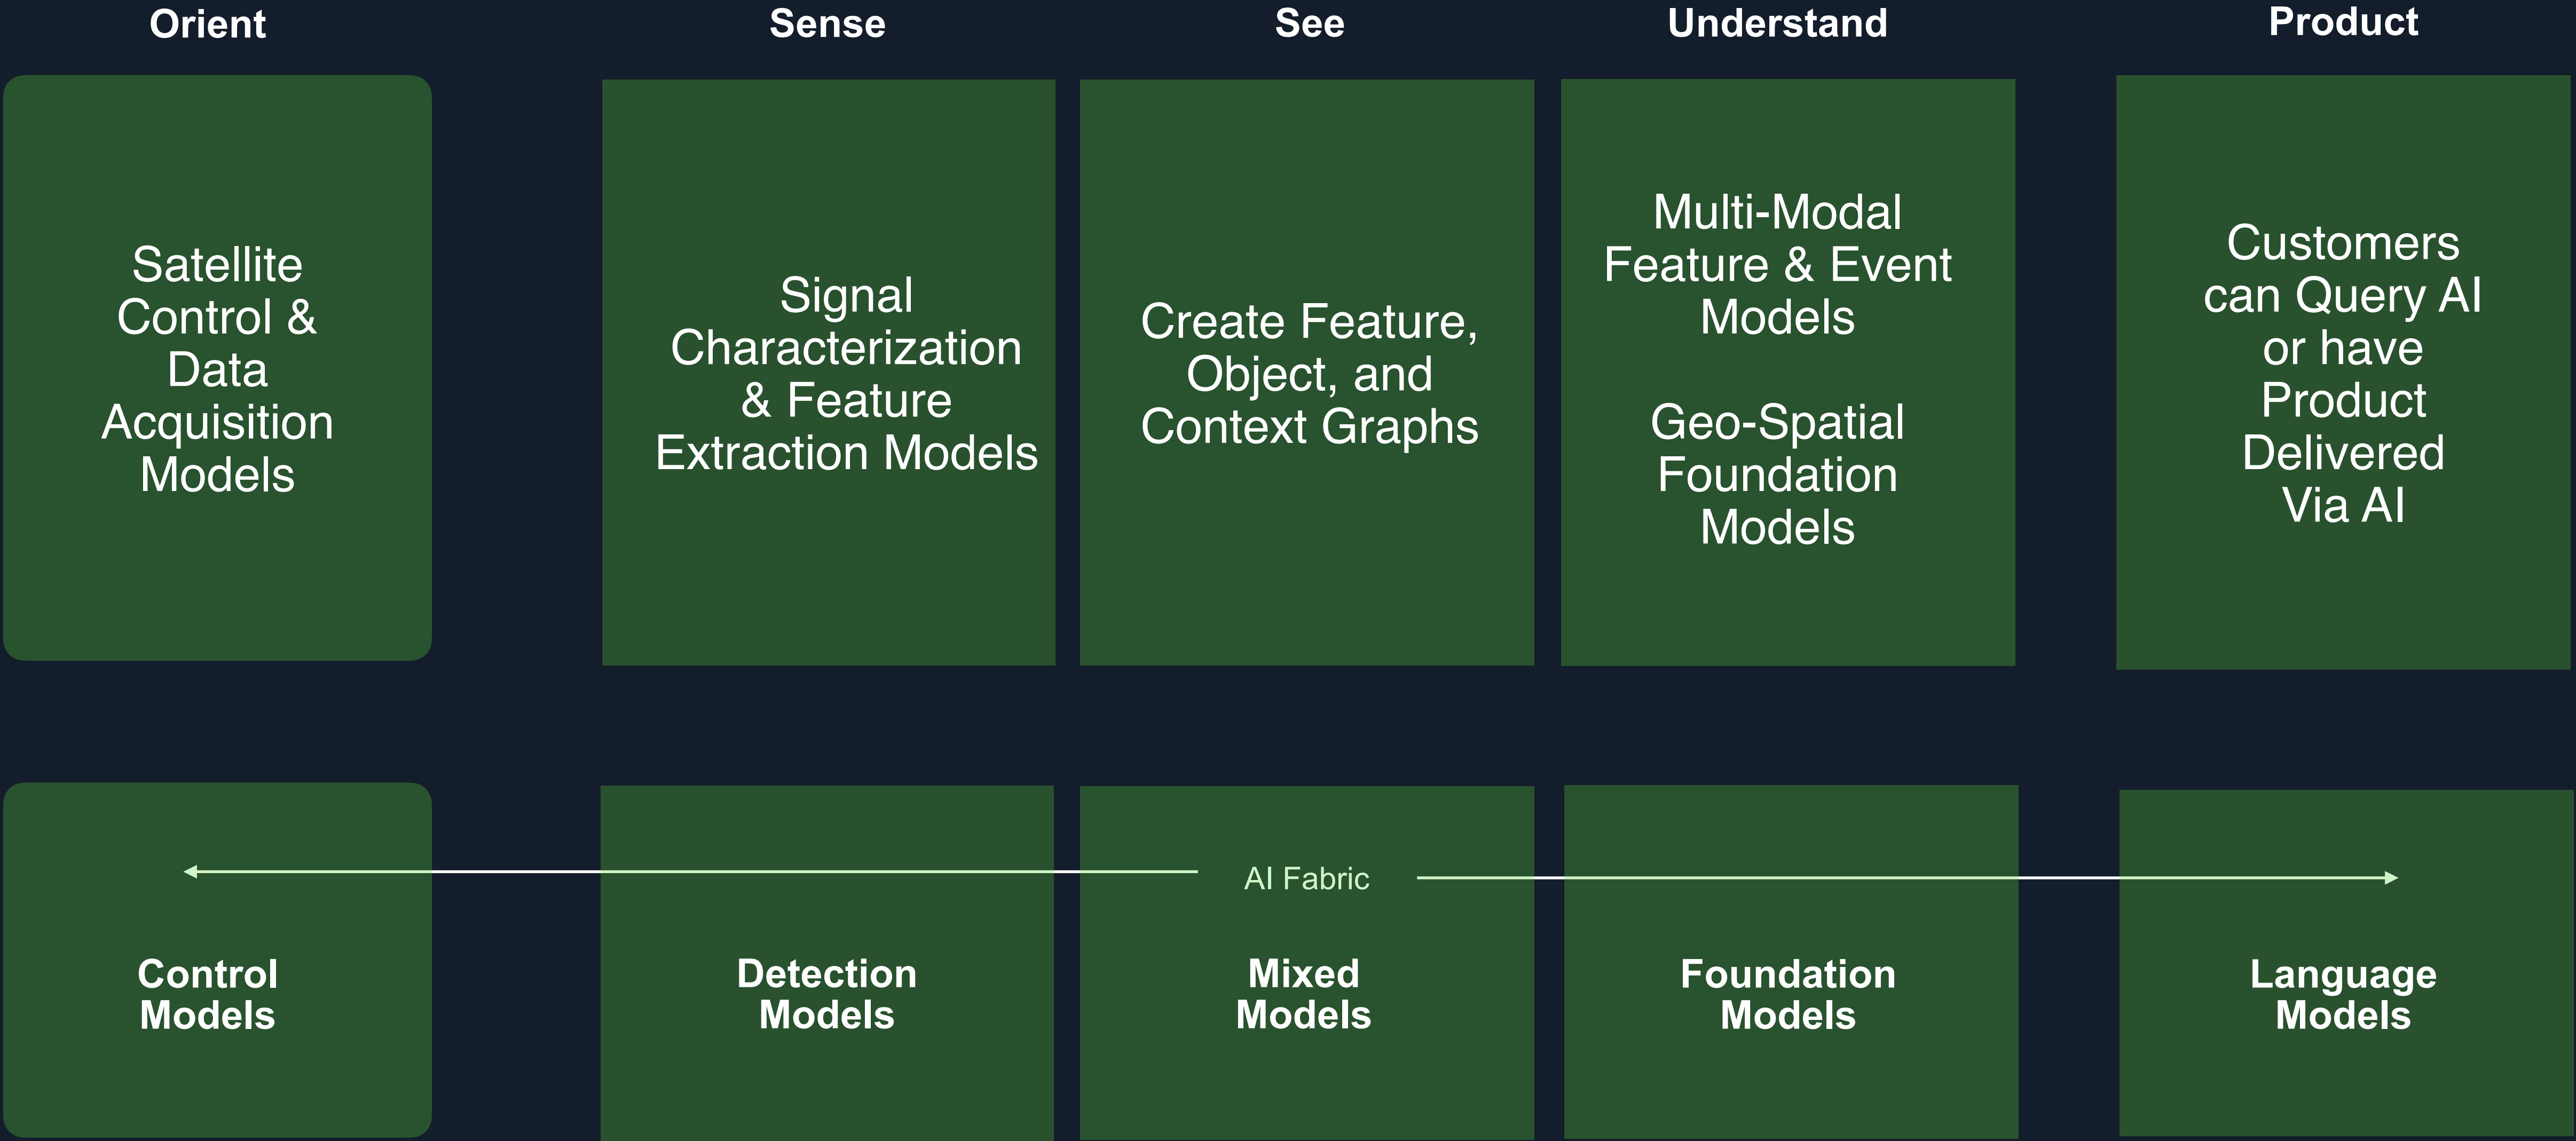 Orient
Sense
See
Understand
Product
Satellite
Control &
Data
Acquisition
Models
Signal
Characterization
& Feature
Extraction Models
Create Feature,
Object, and
Context Graphs
Multi-Modal
Feature & Event
Models
Geo-Spatial
Foundation
Models
Customers
can Query AI
or have
Product
Delivered
Via AI
AI Fabric
Control
Models
Detection
Models
Mixed
Models
Foundation
Models
Language
Models